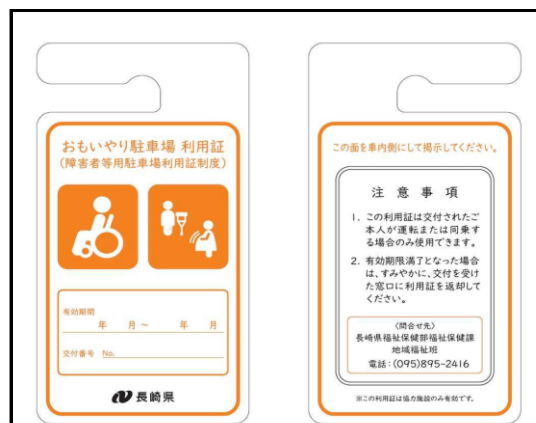 おもいやり駐車場 利用証
(障害者等用駐車場利用証制度)
有効期間
年 月〜 年 月
交付番号 No.
長崎県
この面を車内側にして掲示してください。
注意事項
1. この利用証は交付されたご
本人が運転または同乗す
る場合のみ使用できます。
2. 有効期限満了となった場合
は、すみやかに、交付を受け
た窓口に利用証を返却して
ください。
〈問合せ先〉
長崎県福祉保健部福祉保健課
地域福祉班
電話:(095)895-2416
※この利用証は協力施設のみ有効です。